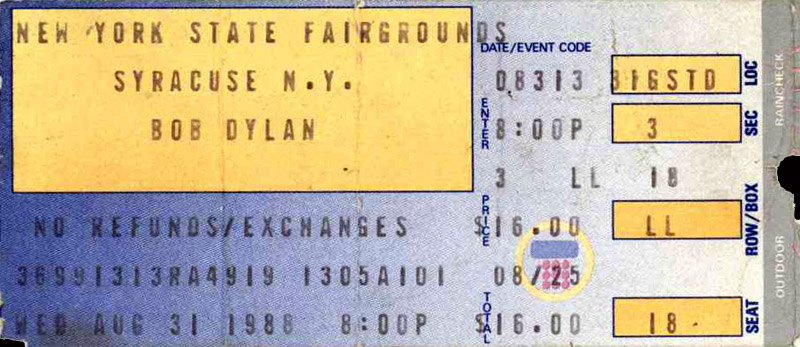 NEW YORK STATE FAIRGROUNDS
SYRACUSE N.Y.
BOB DYLAN
NO REFUNDS/EXCHANGES
36991313RA4919 1305A101
WED AUG 31 1988 8:00P
DATE/EVENT CODE
08313
ENTER
8:00P
3 LL 18
PRICE
$16.00
08/25
TOTAL
$16.00
BIGSTD LOC
3 SEC
LL ROW/BOX
18 SEAT
RAINCHECK
OUTDOOR